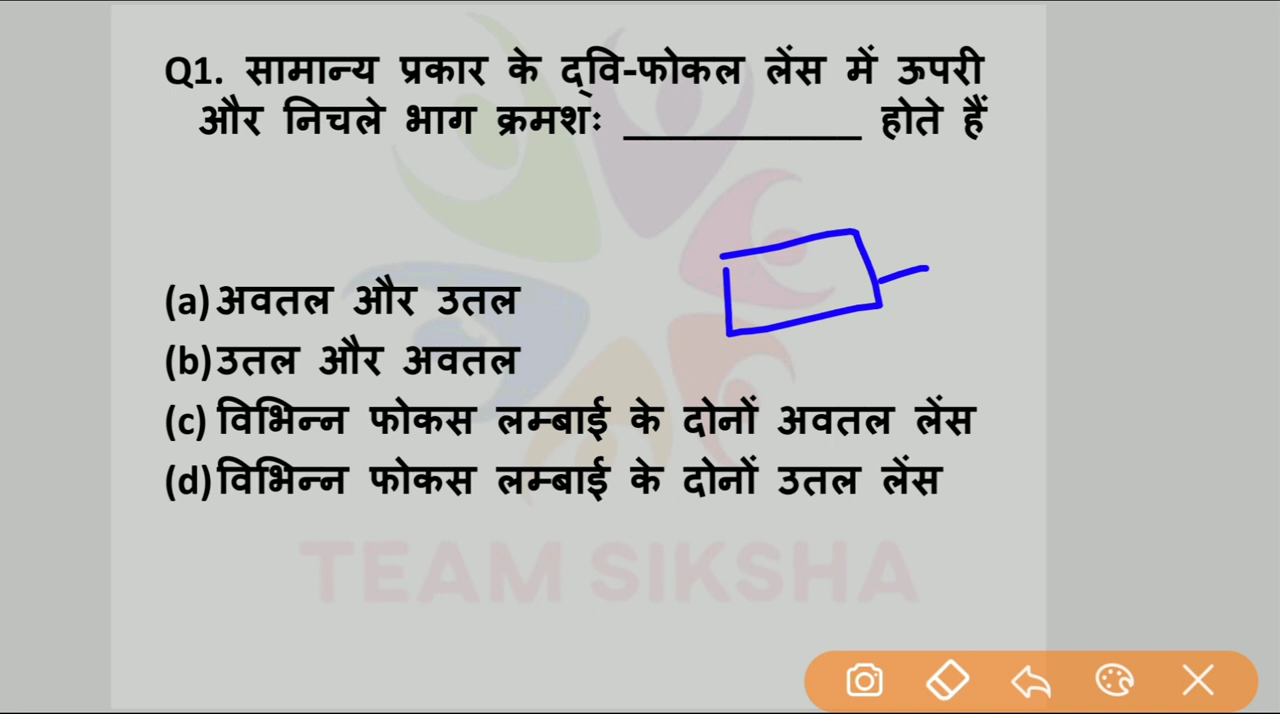 Q1. सामान्य प्रकार के द्वि-फोकल लेंस में ऊपरी
और निचले भाग क्रमशः ____________ होते हैं
(a) अवतल और उतल
(b) उतल और अवतल
(c) विभिन्न फोकस लम्बाई के दोनों अवतल लेंस
(d) विभिन्न फोकस लम्बाई के दोनों उतल लेंस
TEAM SIKSHA